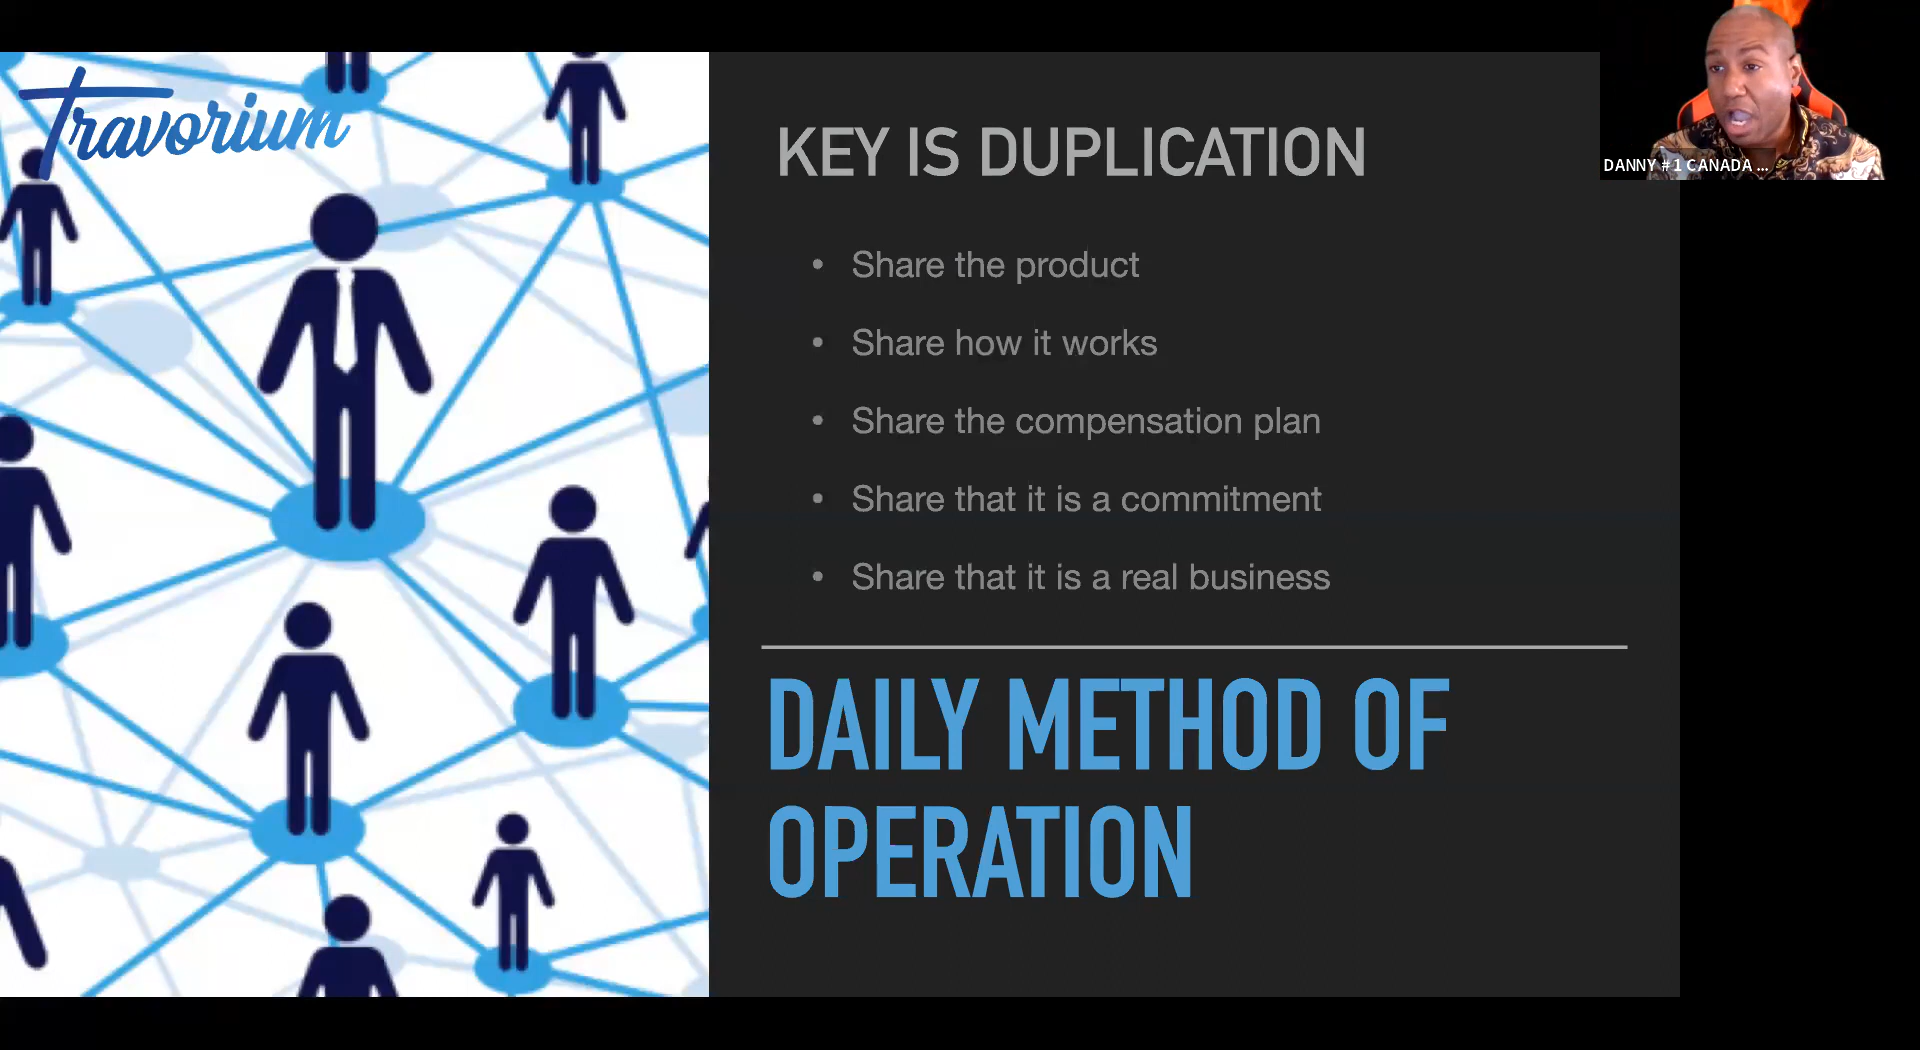 Travorium
KEY IS DUPLICATION
• Share the product
• Share how it works
• Share the compensation plan
• Share that it is a commitment
• Share that it is a real business
DAILY METHOD OF
OPERATION
DANNY #1 CANADA ...